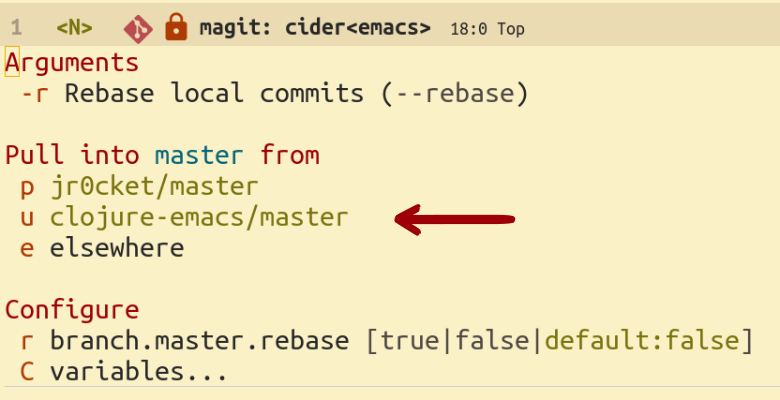 1 <N> magit: cider<emacs> 18:0 Top
Arguments
-r Rebase local commits (--rebase)
Pull into master from
p jr0cket/master
u clojure-emacs/master
e elsewhere
Configure
r branch.master.rebase [true|false|default:false]
C variables...